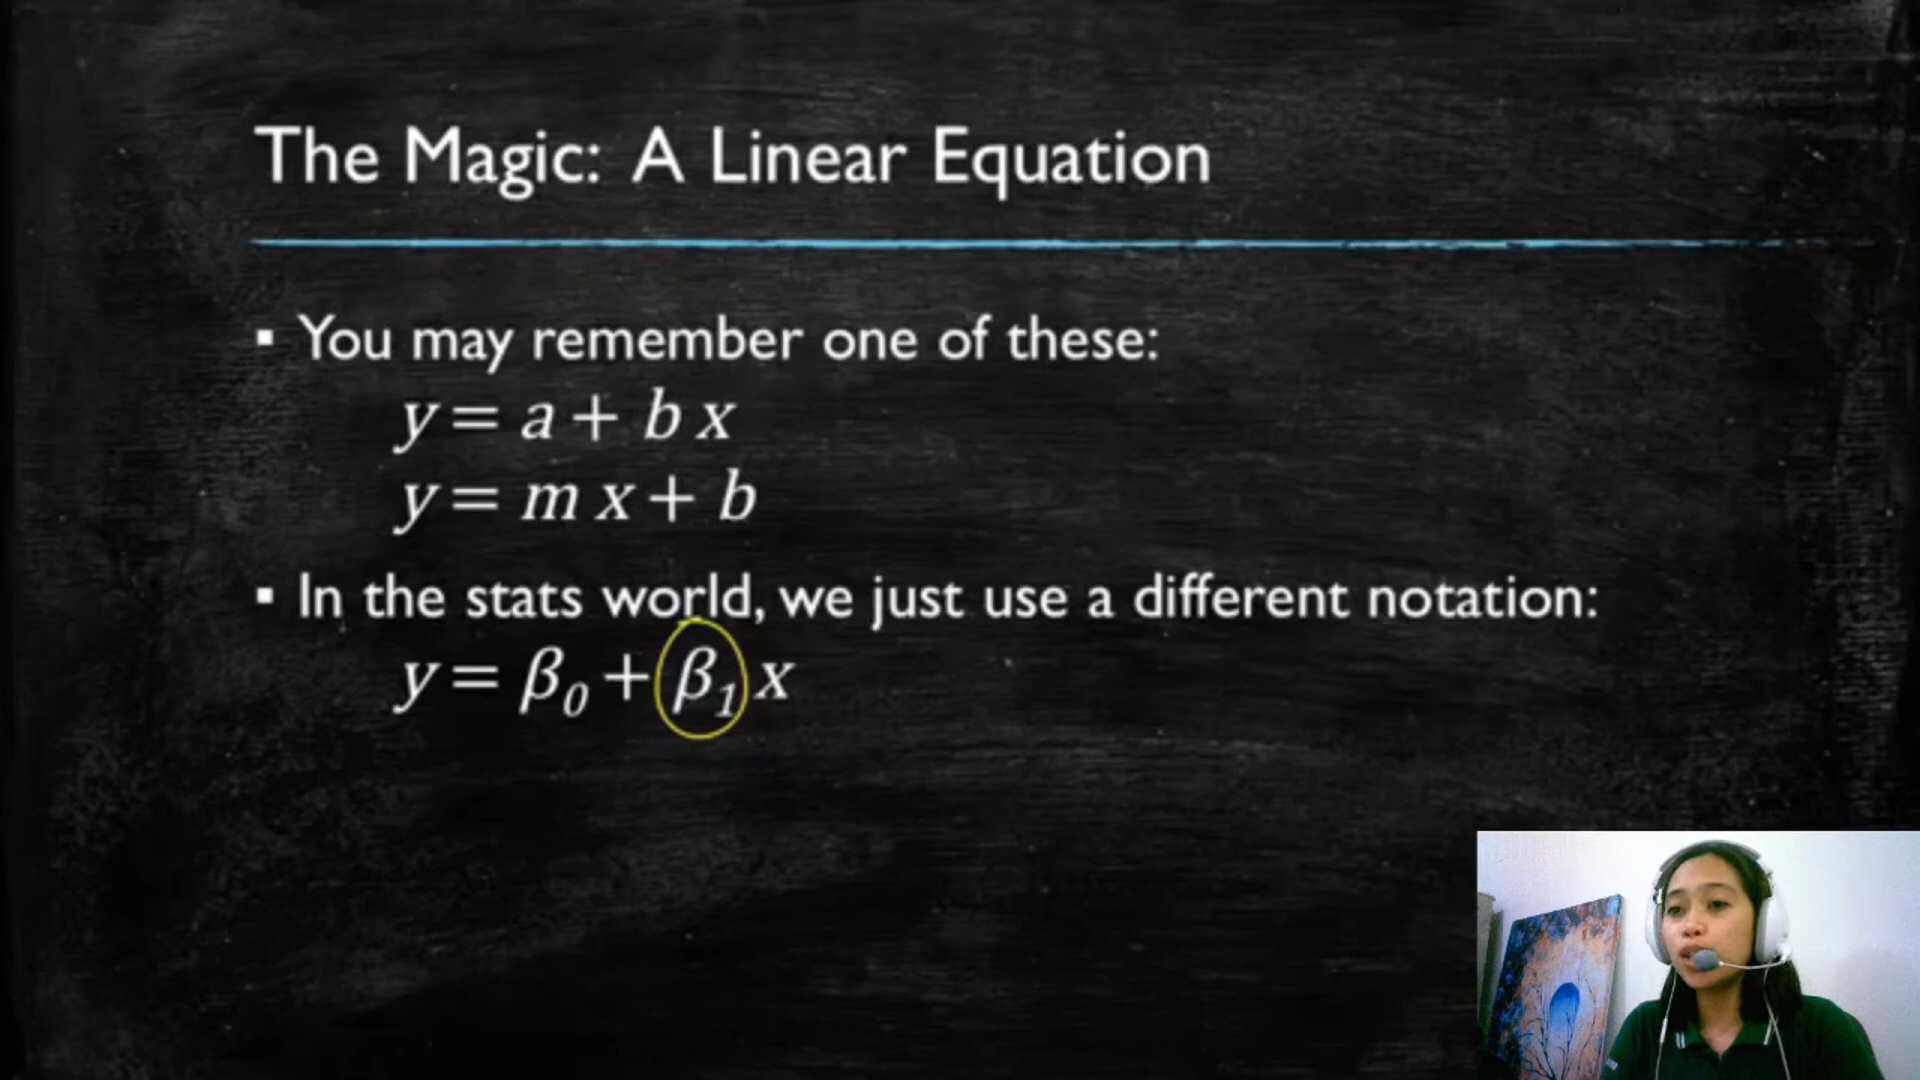 The Magic: A Linear Equation
▪ You may remember one of these:
y = a + b x
y = m x + b
▪ In the stats world, we just use a different notation:
y = β₀ + β₁ x